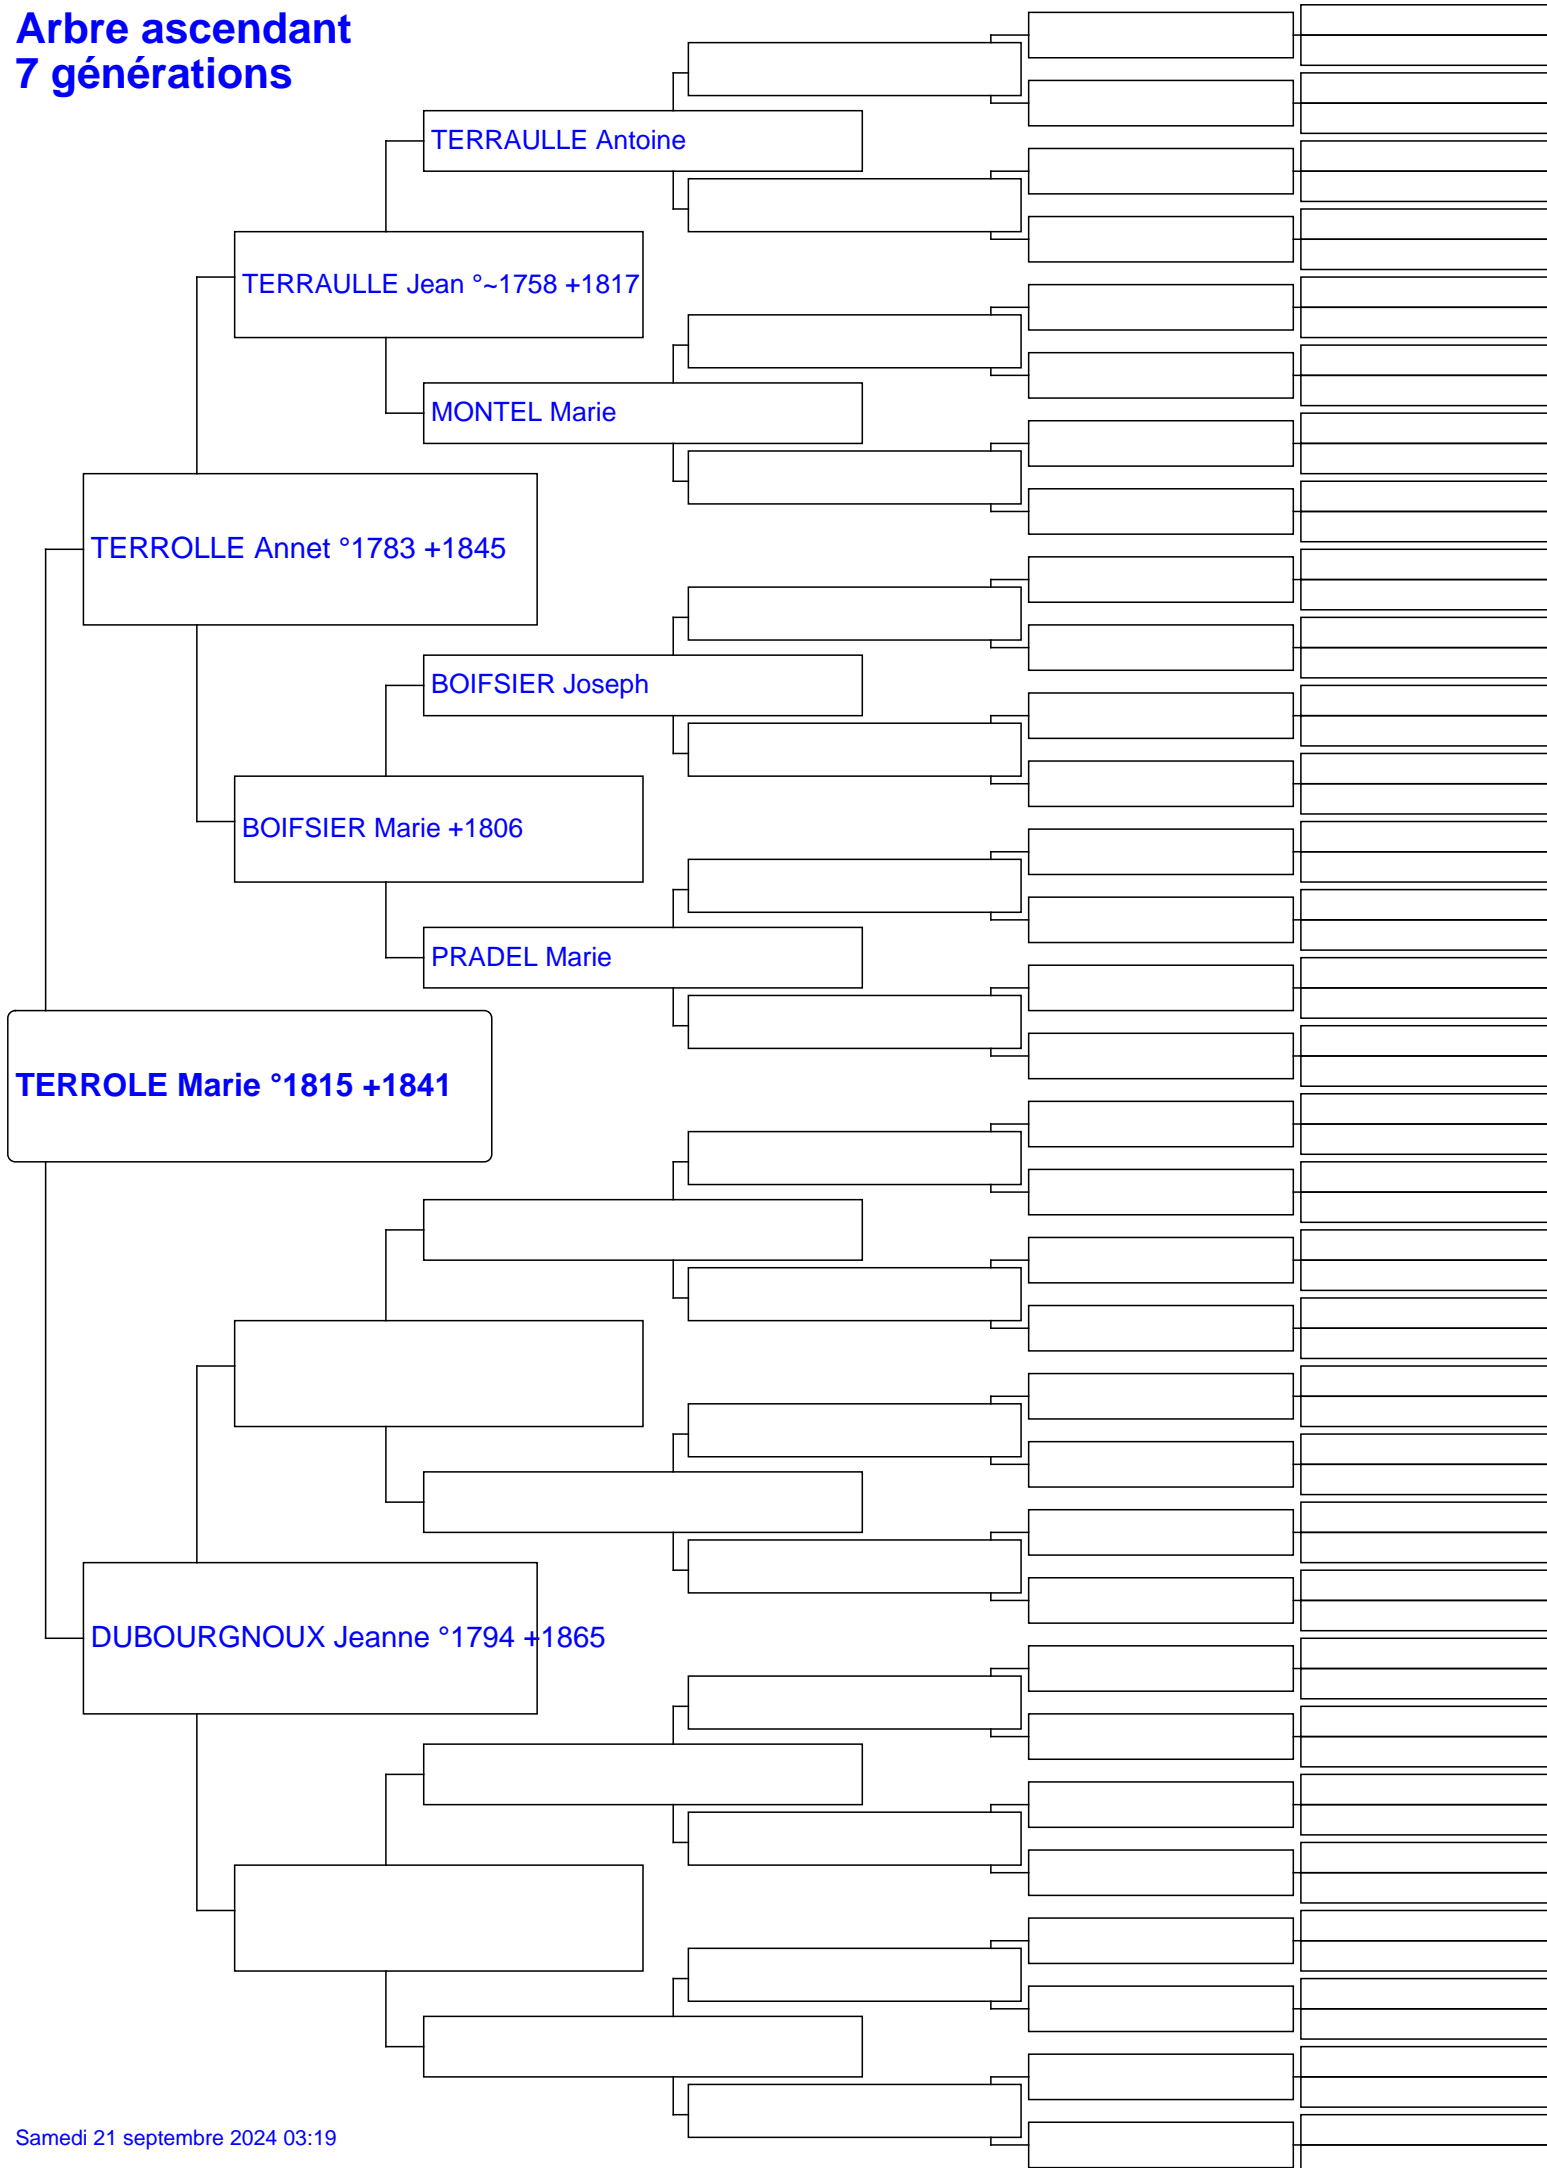 Arbre ascendant
7 générations
TERRAULLE Antoine
TERRAULLE Jean °~1758 +1817
MONTEL Marie
TERROLLE Annet °1783 +1845
BOIFSIER Joseph
BOIFSIER Marie +1806
PRADEL Marie
TERROLE Marie °1815 +1841
DUBOURGNOUX Jeanne °1794 +1865
Samedi 21 septembre 2024 03:19